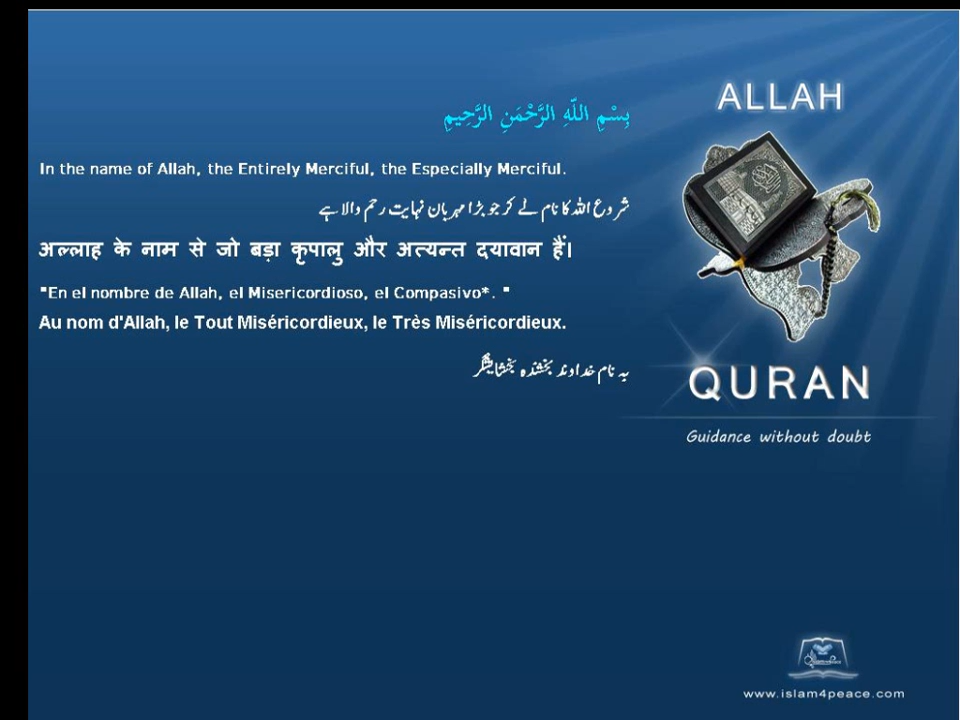 بِسْمِ اللَّهِ الرَّحْمَنِ الرَّحِيمِ
In the name of Allah, the Entirely Merciful, the Especially Merciful.
شروع الله کا نام لے کر جو بڑا مہربان نہایت رحم والا ہے
अल्लाह के नाम से जो बड़ा कृपालु और अत्यन्त दयावान हैं।
"En el nombre de Allah, el Misericordioso, el Compasivo*. "
Au nom d'Allah, le Tout Miséricordieux, le Très Miséricordieux.
به نام خداوند بخشنده بخشایشگر
ALLAH
QURAN
Guidance without doubt
www.islam4peace.com